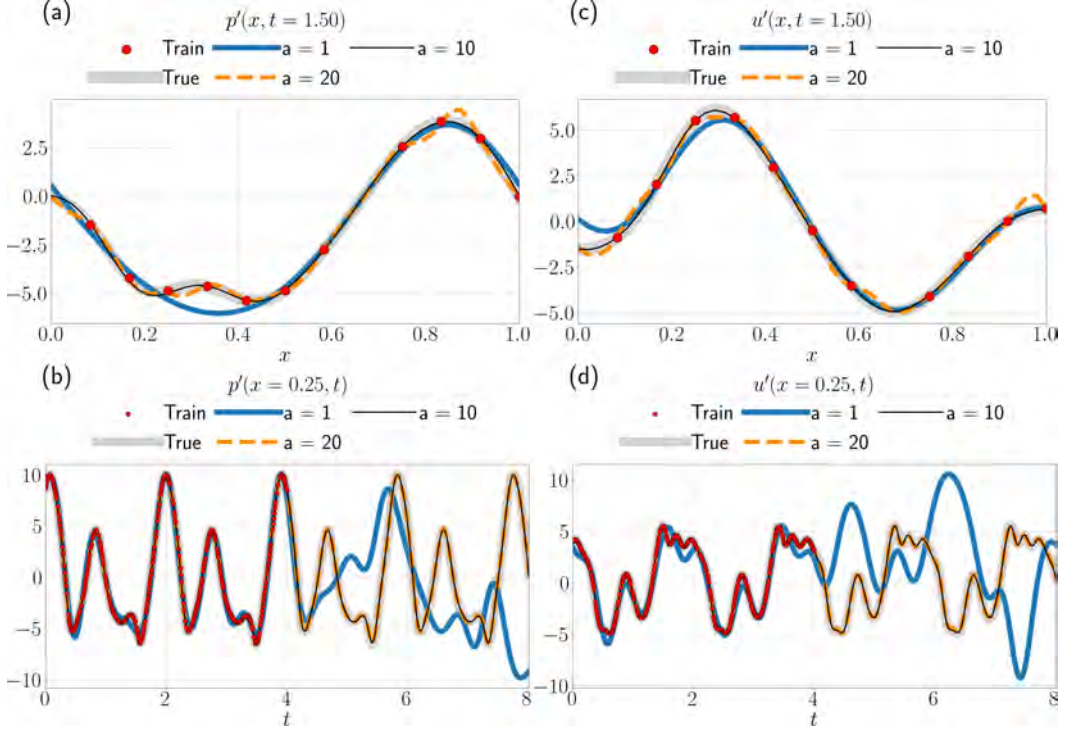 (a)
p′(x, t = 1.50)
Train a = 1 a = 10
True a = 20
2.5
0.0
−2.5
−5.0
0.0 0.2 0.4 0.6 0.8 1.0
x
(c)
u′(x, t = 1.50)
Train a = 1 a = 10
True a = 20
5.0
2.5
0.0
−2.5
−5.0
0.0 0.2 0.4 0.6 0.8 1.0
x
(b)
p′(x = 0.25, t)
Train a = 1 a = 10
True a = 20
10
5
0
−5
−10
0 2 4 6 8
t
(d)
u′(x = 0.25, t)
Train a = 1 a = 10
True a = 20
10
5
0
−5
−10
0 2 4 6 8
t